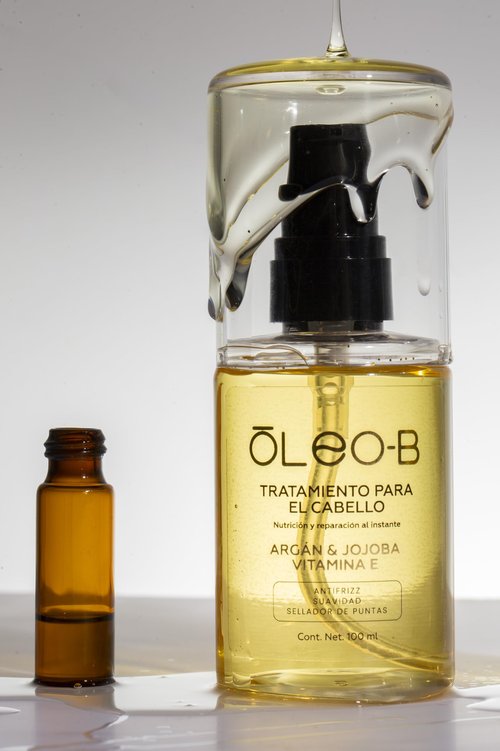 ŌLeO-B
TRATAMIENTO PARA
EL CABELLO
Nutrición y reparación al instante
ARGÁN & JOJOBA
VITAMINA E
ANTIFRIZZ
SUAVIDAD
SELLADOR DE PUNTAS
Cont. Net. 100 ml